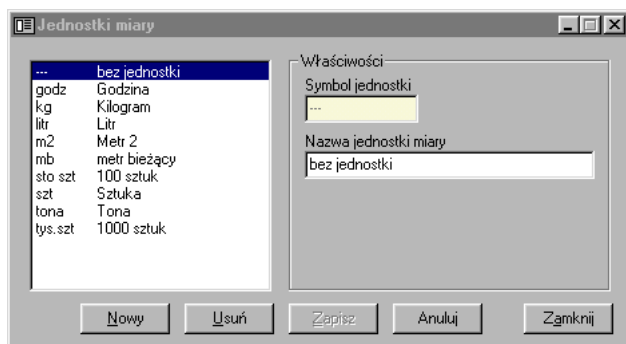 Jednostki miary
--- bez jednostki
godz Godzina
kg Kilogram
litr Litr
m2 Metr 2
mb metr bieżący
sto szt 100 sztuk
szt Sztuka
tona Tona
tys.szt 1000 sztuk
Właściwości
Symbol jednostki
---
Nazwa jednostki miary
bez jednostki
Nowy Usuń Zapisz Anuluj Zamknij